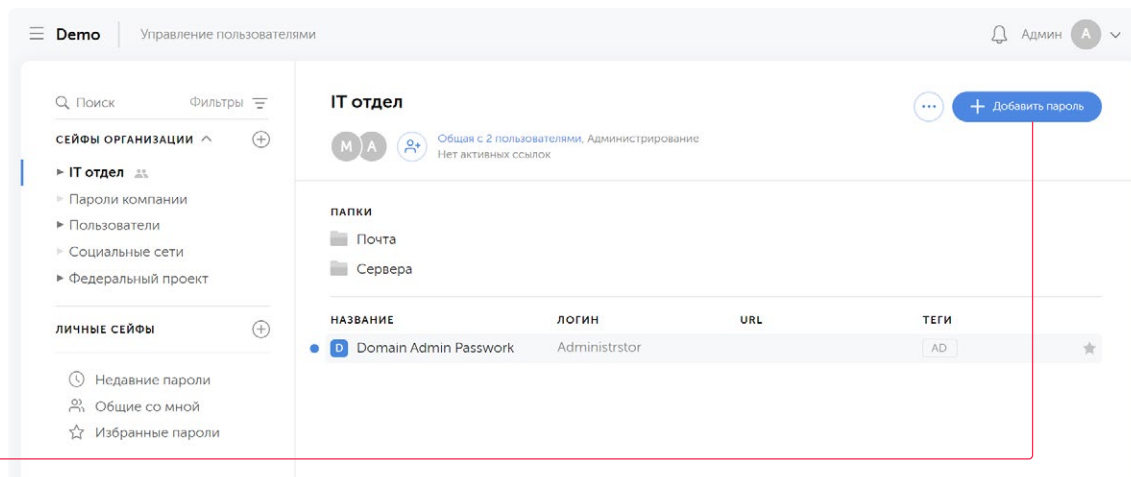 Demo Управление пользователями Админ A
Поиск Фильтры
СЕЙФЫ ОРГАНИЗАЦИИ
IT отдел
Пароли компании
Пользователи
Социальные сети
Федеральный проект
ЛИЧНЫЕ СЕЙФЫ
Недавние пароли
Общие со мной
Избранные пароли
IT отдел
Добавить пароль
M A Общая с 2 пользователями, Администрирование
Нет активных ссылок
ПАПКИ
Почта
Сервера
НАЗВАНИЕ ЛОГИН URL ТЕГИ
D Domain Admin Passwork Administrstor AD